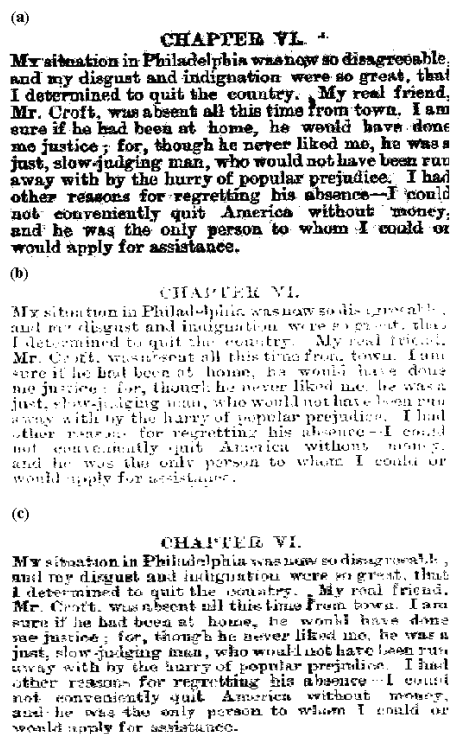 (a)
CHAPTER VI.
My situation in Philadelphia was now so disagreeable,
and my disgust and indignation were so great, that
I determined to quit the country. My real friend,
Mr. Croft, was absent all this time from town. I am
sure if he had been at home, he would have done
me justice; for, though he never liked me, he was a
just, slow-judging man, who would not have been run
away with by the hurry of popular prejudice. I had
other reasons for regretting his absence—I could
not conveniently quit America without money,
and he was the only person to whom I could or
would apply for assistance.
(b)
CHAPTER VI.
My situation in Philadelphia was now so disagreeable,
and my disgust and indignation were so great, that
I determined to quit the country. My real friend,
Mr. Croft, was absent all this time from town. I am
sure if he had been at home, he would have done
me justice; for, though he never liked me, he was a
just, slow-judging man, who would not have been run
away with by the hurry of popular prejudice. I had
other reasons for regretting his absence—I could
not conveniently quit America without money,
and he was the only person to whom I could or
would apply for assistance.
(c)
CHAPTER VI.
My situation in Philadelphia was now so disagreeable,
and my disgust and indignation were so great, that
I determined to quit the country. My real friend,
Mr. Croft, was absent all this time from town. I am
sure if he had been at home, he would have done
me justice; for, though he never liked me, he was a
just, slow-judging man, who would not have been run
away with by the hurry of popular prejudice. I had
other reasons for regretting his absence—I could
not conveniently quit America without money,
and he was the only person to whom I could or
would apply for assistance.